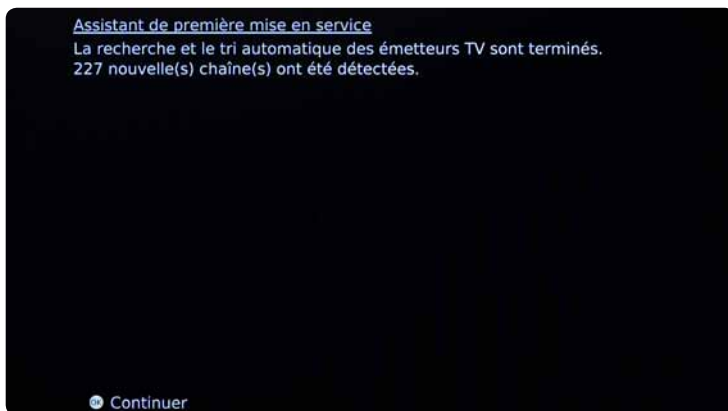 Assistant de première mise en service
La recherche et le tri automatique des émetteurs TV sont terminés.
227 nouvelle(s) chaîne(s) ont été détectées.
OK Continuer